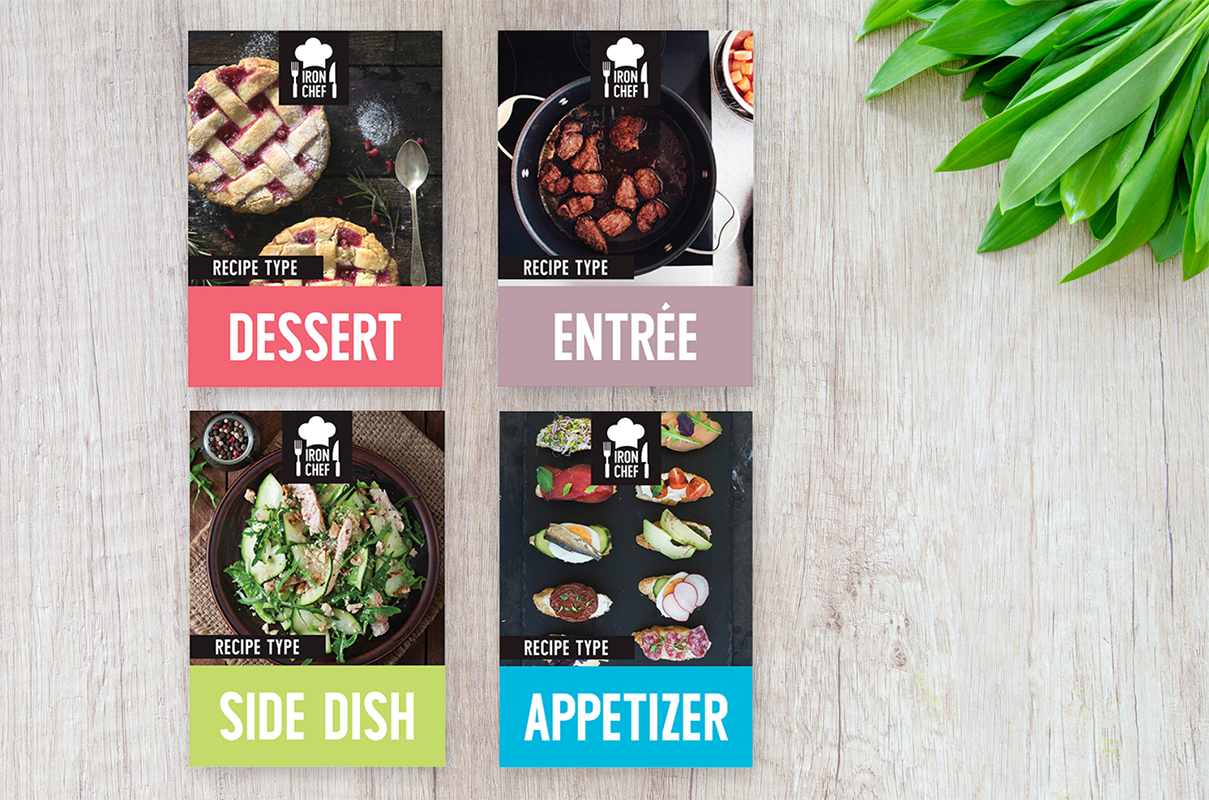 IRON
CHEF
RECIPE TYPE
DESSERT
IRON
CHEF
RECIPE TYPE
ENTRÉE
IRON
CHEF
RECIPE TYPE
SIDE DISH
IRON
CHEF
RECIPE TYPE
APPETIZER